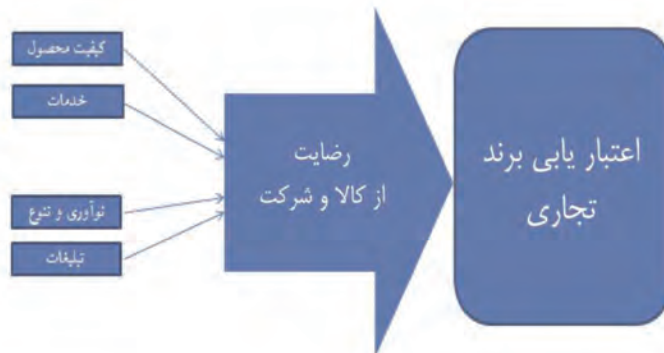 کیفیت محصول
خدمات
نوآوری و تنوع
تبلیغات
رضایت
از کالا و شرکت
اعتبار یابی برند
تجاری